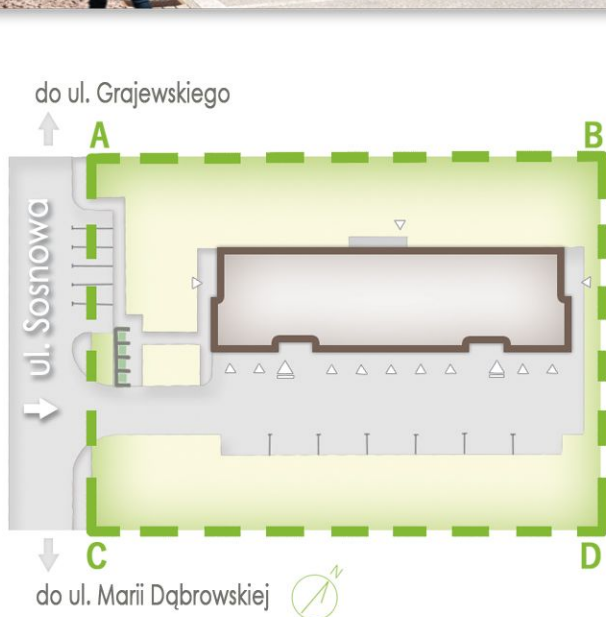 do ul. Grajewskiego
A
B
ul. Sosnowa
C
D
do ul. Marii Dąbrowskiej
N